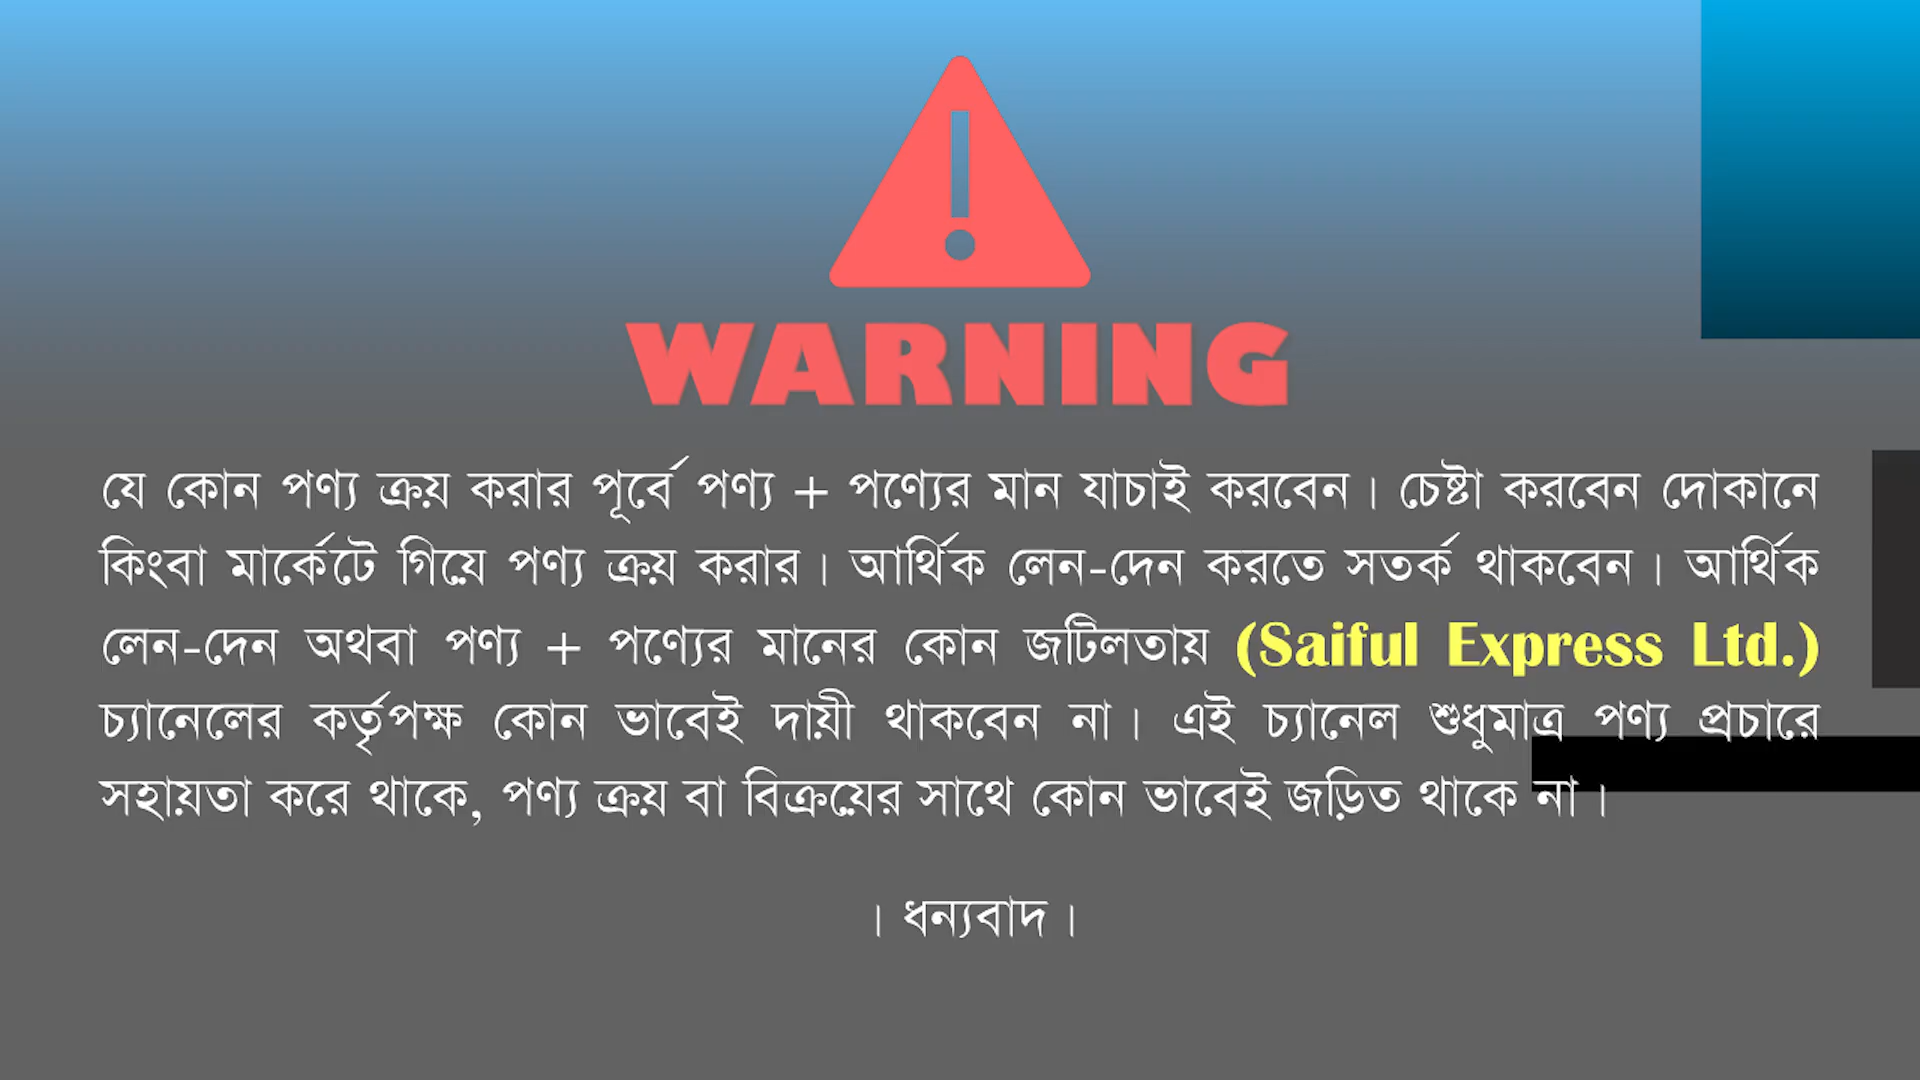 WARNING
যে কোন পণ্য ক্রয় করার পূর্বে পণ্য + পণ্যের মান যাচাই করবেন। চেষ্টা করবেন দোকানে
কিংবা মার্কেটে গিয়ে পণ্য ক্রয় করার। আর্থিক লেন-দেন করতে সতর্ক থাকবেন। আর্থিক
লেন-দেন অথবা পণ্য + পণ্যের মানের কোন জটিলতায় (Saiful Express Ltd.)
চ্যানেলের কর্তৃপক্ষ কোন ভাবেই দায়ী থাকবেন না। এই চ্যানেল শুধুমাত্র পণ্য প্রচারে
সহায়তা করে থাকে, পণ্য ক্রয় বা বিক্রয়ের সাথে কোন ভাবেই জড়িত থাকে না।
। ধন্যবাদ ।